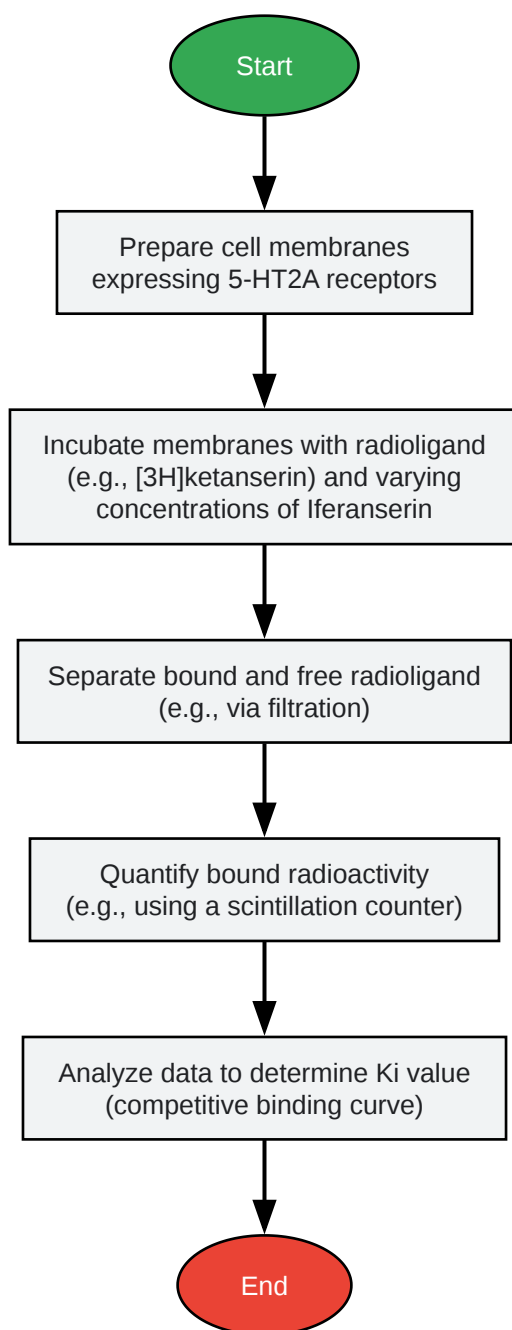 Start
Prepare cell membranes
expressing 5-HT2A receptors
Incubate membranes with radioligand
(e.g., [3H]ketanserin) and varying
concentrations of Iferanserin
Separate bound and free radioligand
(e.g., via filtration)
Quantify bound radioactivity
(e.g., using a scintillation counter)
Analyze data to determine Ki value
(competitive binding curve)
End